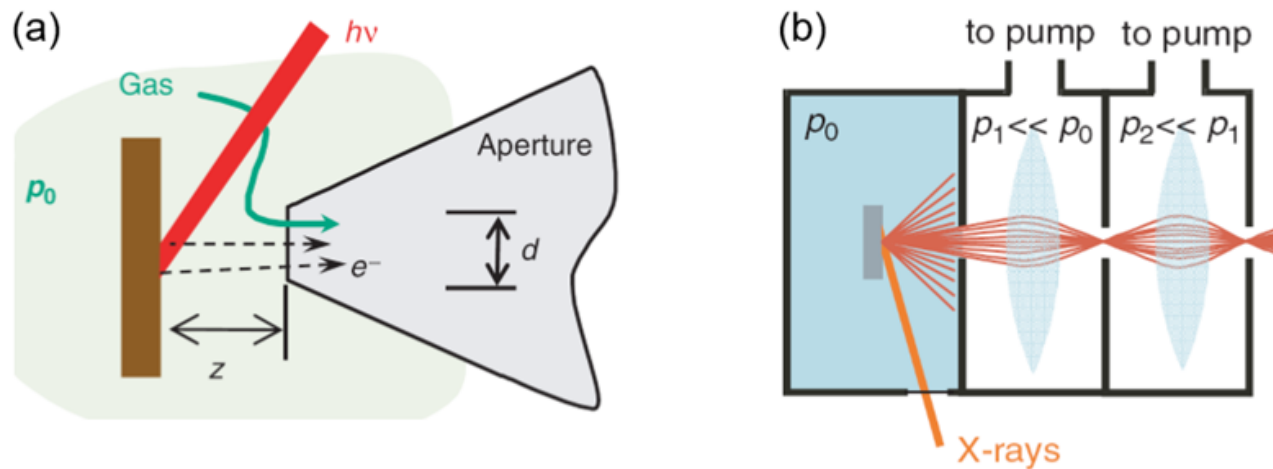 (a)
hν
Gas
Aperture
p₀
d
e⁻
z
(b)
to pump to pump
p₀
p₁<< p₀
p₂<< p₁
X-rays